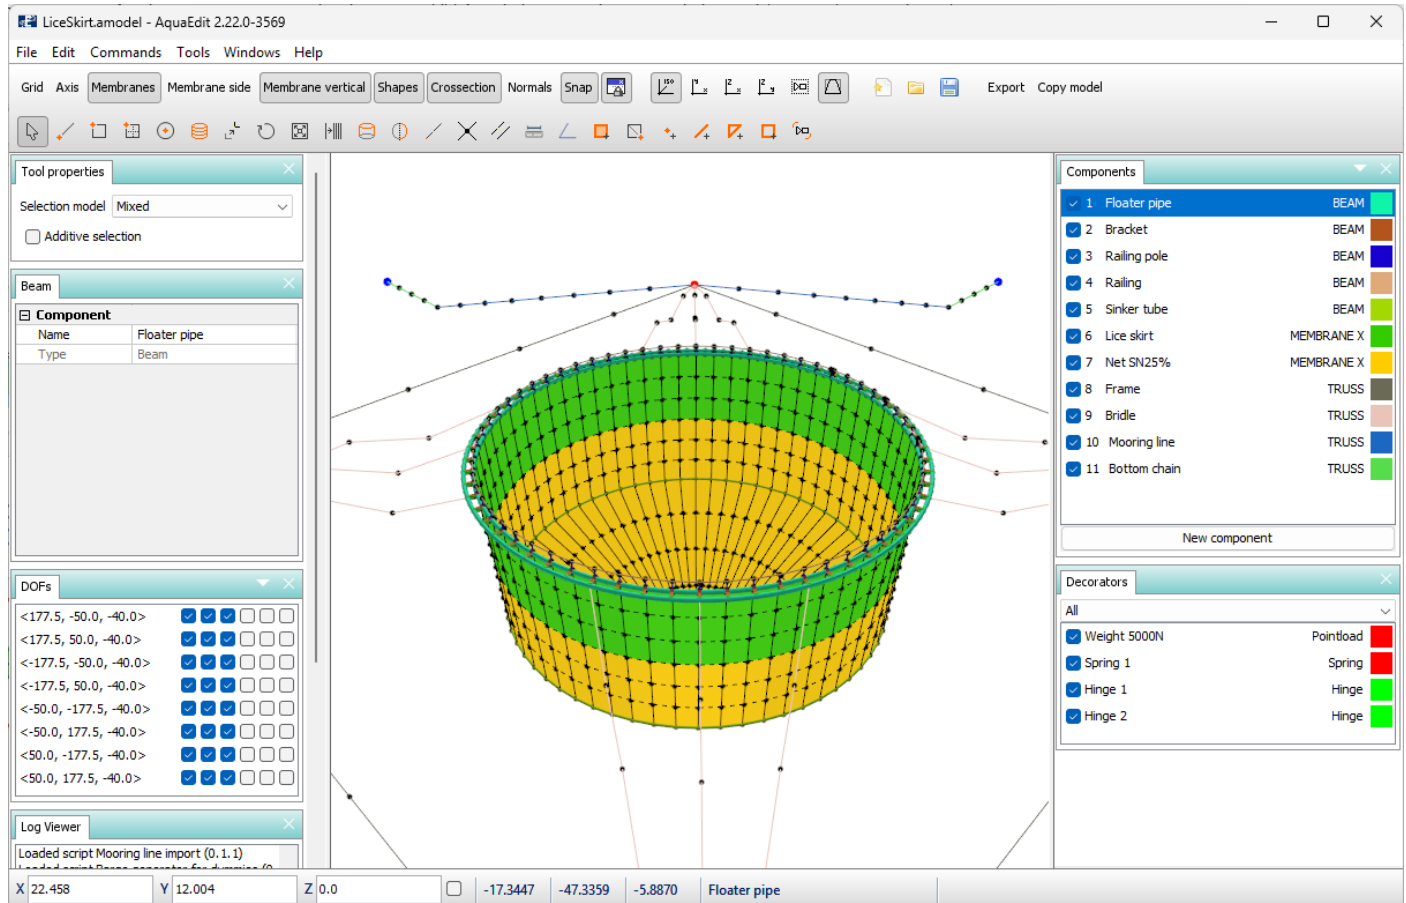 LiceSkirt.amodel - AquaEdit 2.22.0-3569
File Edit Commands Tools Windows Help
Grid Axis Membranes Membrane side Membrane vertical Shapes Crossection Normals Snap Export Copy model
Tool properties
Selection model Mixed
Additive selection
Beam
Component
Name Floater pipe
Type Beam
DOFs
<177.5, -50.0, -40.0>
<177.5, 50.0, -40.0>
<-177.5, -50.0, -40.0>
<-177.5, 50.0, -40.0>
<-50.0, -177.5, -40.0>
<-50.0, 177.5, -40.0>
<50.0, -177.5, -40.0>
<50.0, 177.5, -40.0>
Log Viewer
Loaded script Mooring line import (0.1.1)
Components
1 Floater pipe BEAM
2 Bracket BEAM
3 Railing pole BEAM
4 Railing BEAM
5 Sinker tube BEAM
6 Lice skirt MEMBRANE X
7 Net SN25% MEMBRANE X
8 Frame TRUSS
9 Bridle TRUSS
10 Mooring line TRUSS
11 Bottom chain TRUSS
New component
Decorators
All
Weight 5000N Pointload
Spring 1 Spring
Hinge 1 Hinge
Hinge 2 Hinge
X 22.458 Y 12.004 Z 0.0 -17.3447 -47.3359 -5.8870 Floater pipe